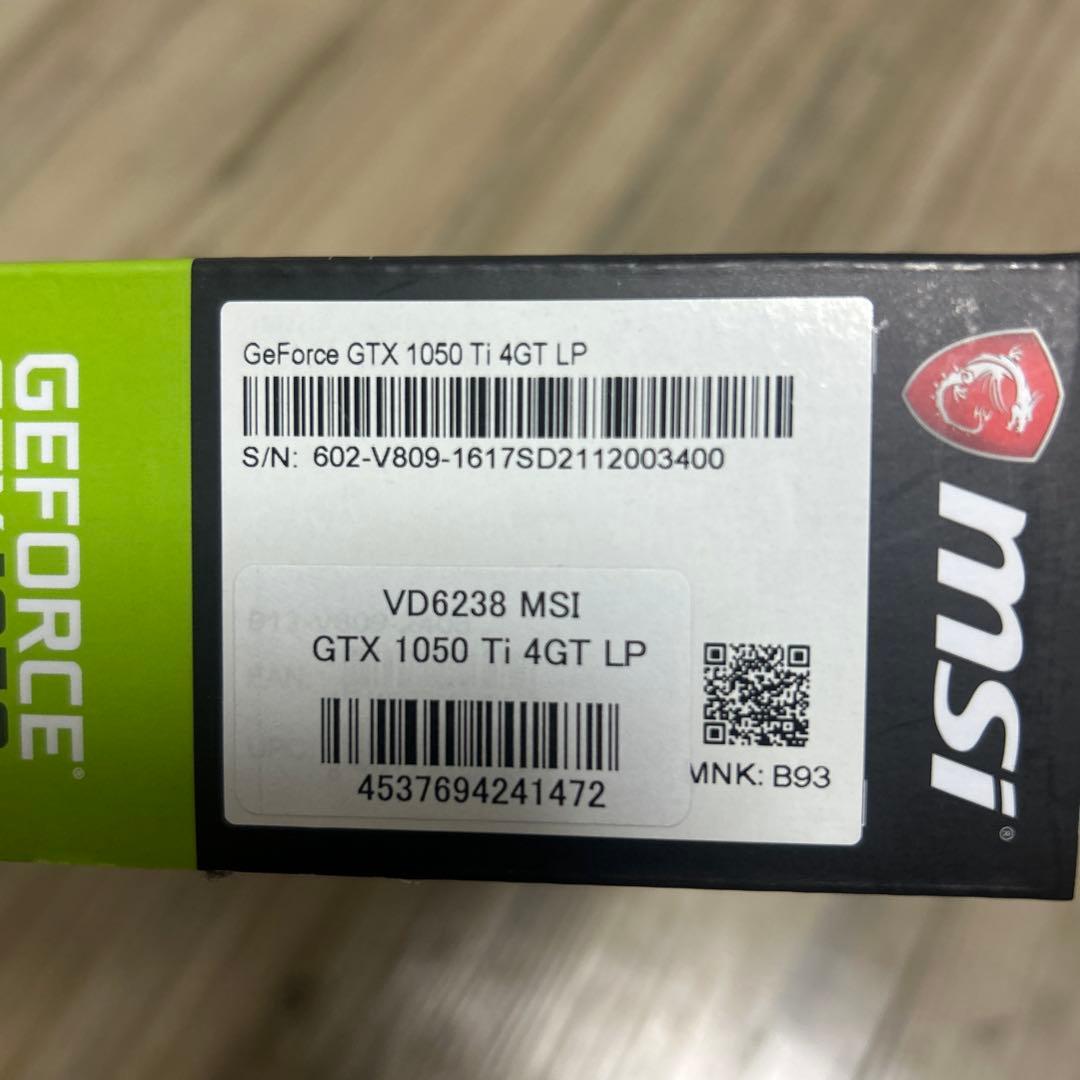 GEFORCE®
GeForce GTX 1050 Ti 4GT LP
S/N: 602-V809-1617SD2112003400
VD6238 MSI
GTX 1050 Ti 4GT LP
4537694241472
MNK: B93
msi®